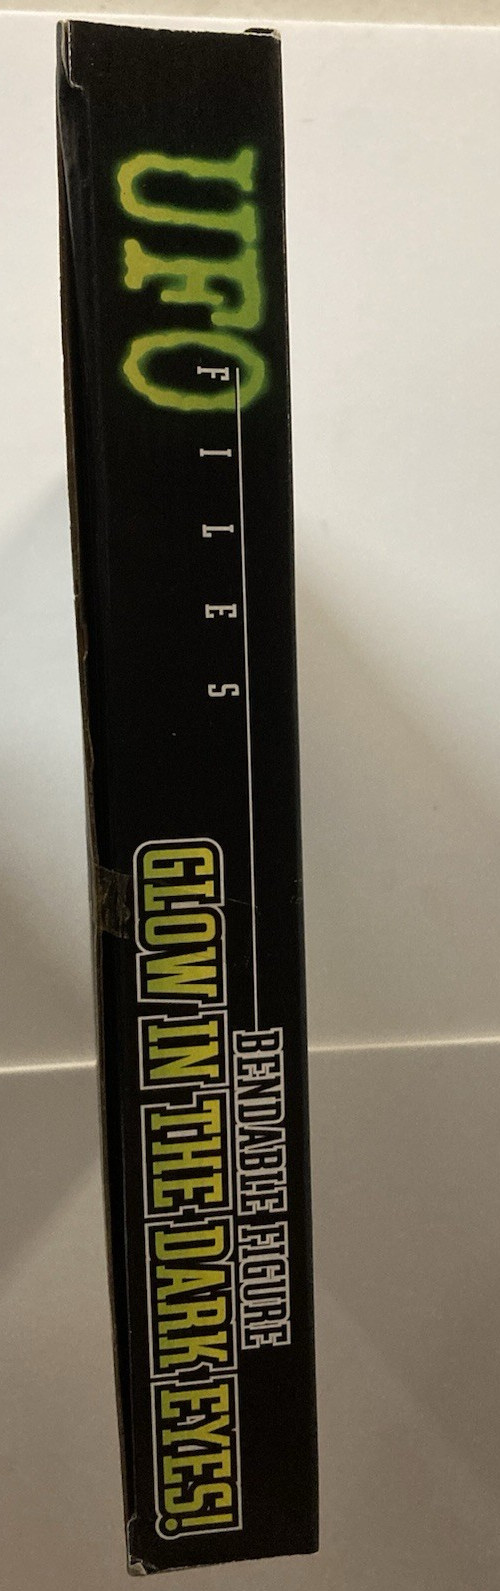 UFO
FILES
BENDABLE FIGURE
GLOW IN THE DARK EYES!